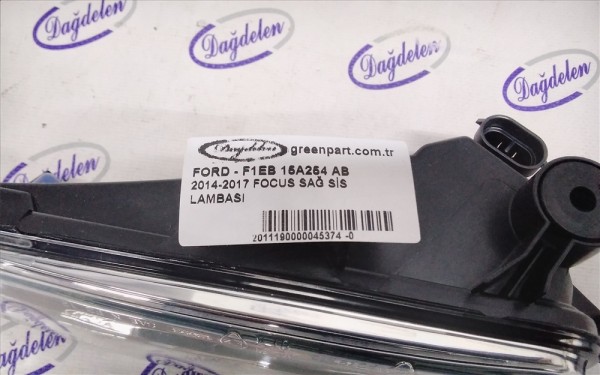 Dağdelen
Dağdelen
Dağdelen
Dağdelen
greenpart.com.tr
FORD - F1EB 15A254 AB
2014-2017 FOCUS SAĞ SİS
LAMBASI
2011190000045374 -0
Dağdelen
Dağdelen